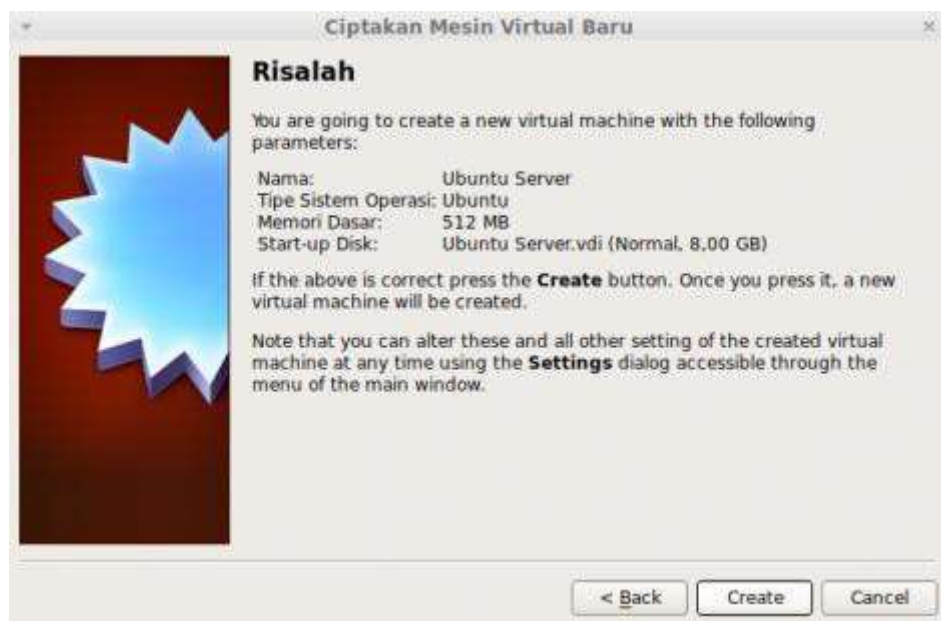 Ciptakan Mesin Virtual Baru
Risalah
You are going to create a new virtual machine with the following
parameters:
Nama: Ubuntu Server
Tipe Sistem Operasi: Ubuntu
Memori Dasar: 512 MB
Start-up Disk: Ubuntu Server.vdi (Normal, 8,00 GB)
If the above is correct press the Create button. Once you press it, a new
virtual machine will be created.
Note that you can alter these and all other setting of the created virtual
machine at any time using the Settings dialog accessible through the
menu of the main window.
< Back Create Cancel